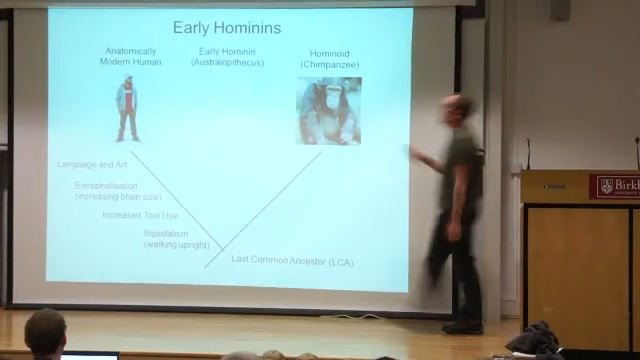 Early Hominins
Anatomically
Modern Human
Early Hominin
(Australopithecus)
Hominoid
(Chimpanzee)
Language and Art
Encephalisation
(increasing brain size)
Increased Tool Use
Bipedalism
(walking upright)
Last Common Ancestor (LCA)